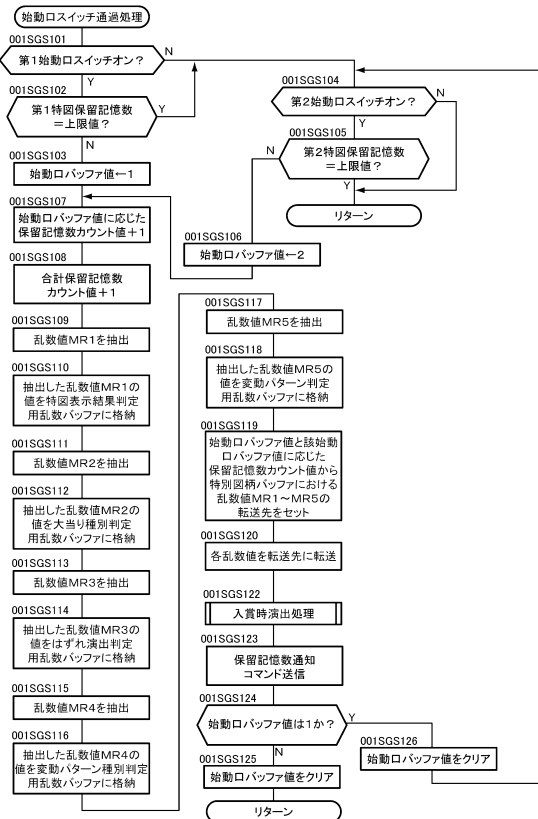 始動口スイッチ通過処理
001SGS101
第1始動口スイッチオン？
N
Y
001SGS102
第1特図保留記憶数
＝上限値？
Y
N
001SGS103
始動口バッファ値←1
001SGS104
第2始動口スイッチオン？
N
Y
001SGS105
第2特図保留記憶数
＝上限値？
N
Y
リターン
001SGS106
始動口バッファ値←2
001SGS107
始動口バッファ値に応じた
保留記憶数カウント値＋1
001SGS108
合計保留記憶数
カウント値＋1
001SGS109
乱数値MR1を抽出
001SGS110
抽出した乱数値MR1の
値を特図表示結果判定
用乱数バッファに格納
001SGS111
乱数値MR2を抽出
001SGS112
抽出した乱数値MR2の
値を大当り種別判定
用乱数バッファに格納
001SGS113
乱数値MR3を抽出
001SGS114
抽出した乱数値MR3の
値をはずれ演出判定
用乱数バッファに格納
001SGS115
乱数値MR4を抽出
001SGS116
抽出した乱数値MR4の
値を変動パターン種別判定
用乱数バッファに格納
001SGS117
乱数値MR5を抽出
001SGS118
抽出した乱数値MR5の
値を変動パターン判定
用乱数バッファに格納
001SGS119
始動口バッファ値と該始動
口バッファ値に応じた
保留記憶数カウント値から
特別図柄バッファにおける
乱数値MR1～MR5の
転送先をセット
001SGS120
各乱数値を転送先に転送
001SGS122
入賞時演出処理
001SGS123
保留記憶数通知
コマンド送信
001SGS124
始動口バッファ値は1か？
Y
N
001SGS125
始動口バッファ値をクリア
001SGS126
始動口バッファ値をクリア
リターン